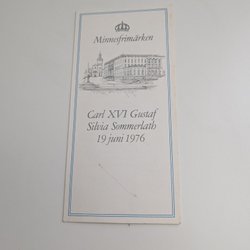 Minnesfrimärken
Carl XVI Gustaf
Silvia Sommerlath
19 juni 1976